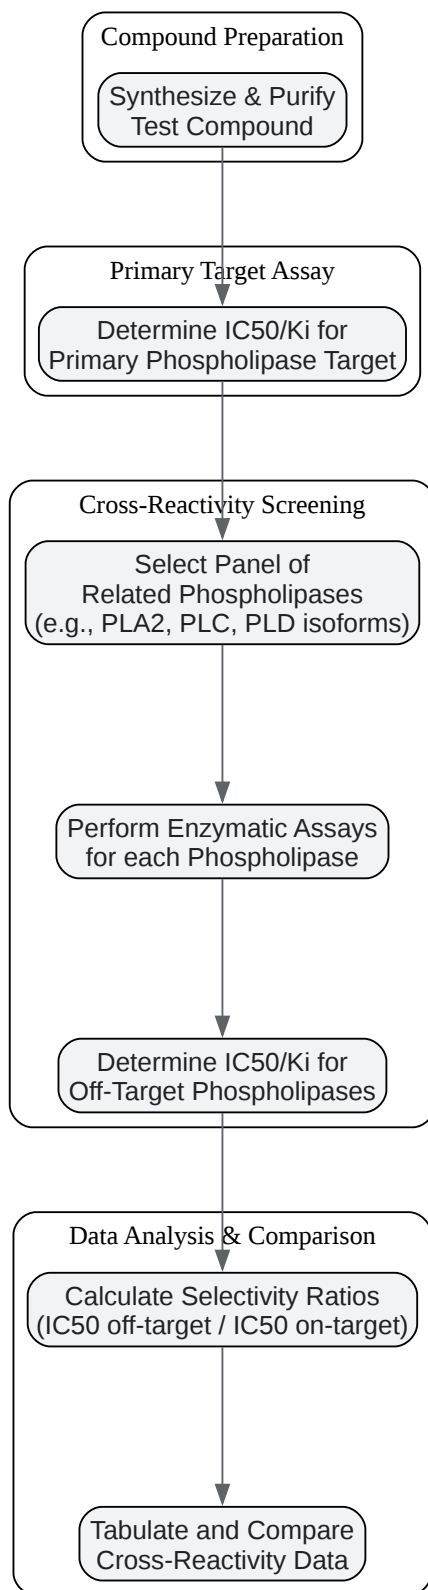 Compound Preparation
Synthesize & Purify
Test Compound
Primary Target Assay
Determine IC50/Ki for
Primary Phospholipase Target
Cross-Reactivity Screening
Select Panel of
Related Phospholipases
(e.g., PLA2, PLC, PLD isoforms)
Perform Enzymatic Assays
for each Phospholipase
Determine IC50/Ki for
Off-Target Phospholipases
Data Analysis & Comparison
Calculate Selectivity Ratios
(IC50 off-target / IC50 on-target)
Tabulate and Compare
Cross-Reactivity Data